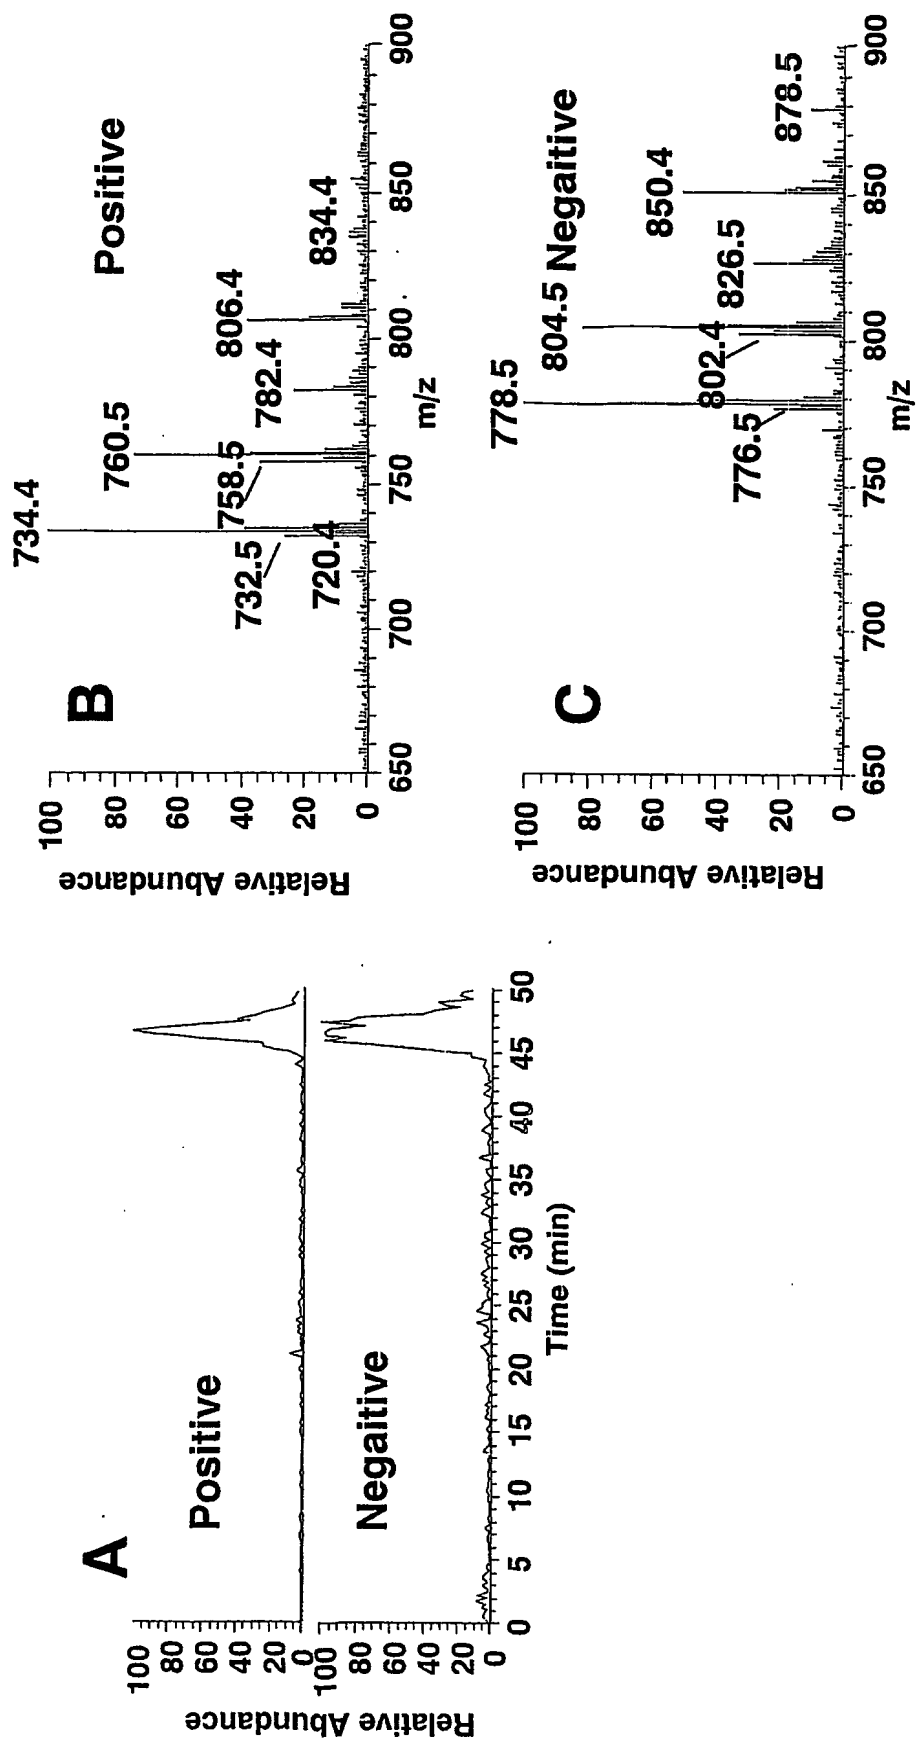 A
Relative Abundance
100
80
60
40
20
0
Positive
100
80
60
40
20
0
Negaitive
0 5 10 15 20 25 30 35 40 45 50
Time (min)
B
Positive
Relative Abundance
100
80
60
40
20
0
734.4
760.5
806.4
732.5
758.5
782.4
720.4
834.4
650 700 750 800 850 900
m/z
C
Negaitive
Relative Abundance
100
80
60
40
20
0
778.5
804.5
850.4
776.5
802.4
826.5
878.5
650 700 750 800 850 900
m/z